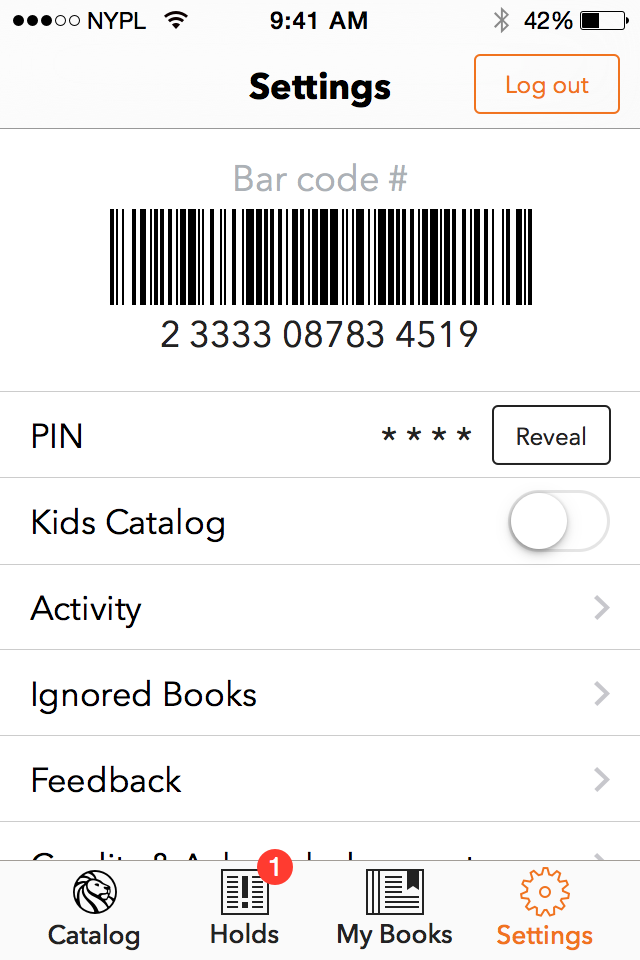 NYPL 9:41 AM 42%
Settings
Log out
Bar code #
2 3333 08783 4519
PIN **** Reveal
Kids Catalog
Activity
Ignored Books
Feedback
1
Catalog Holds My Books Settings